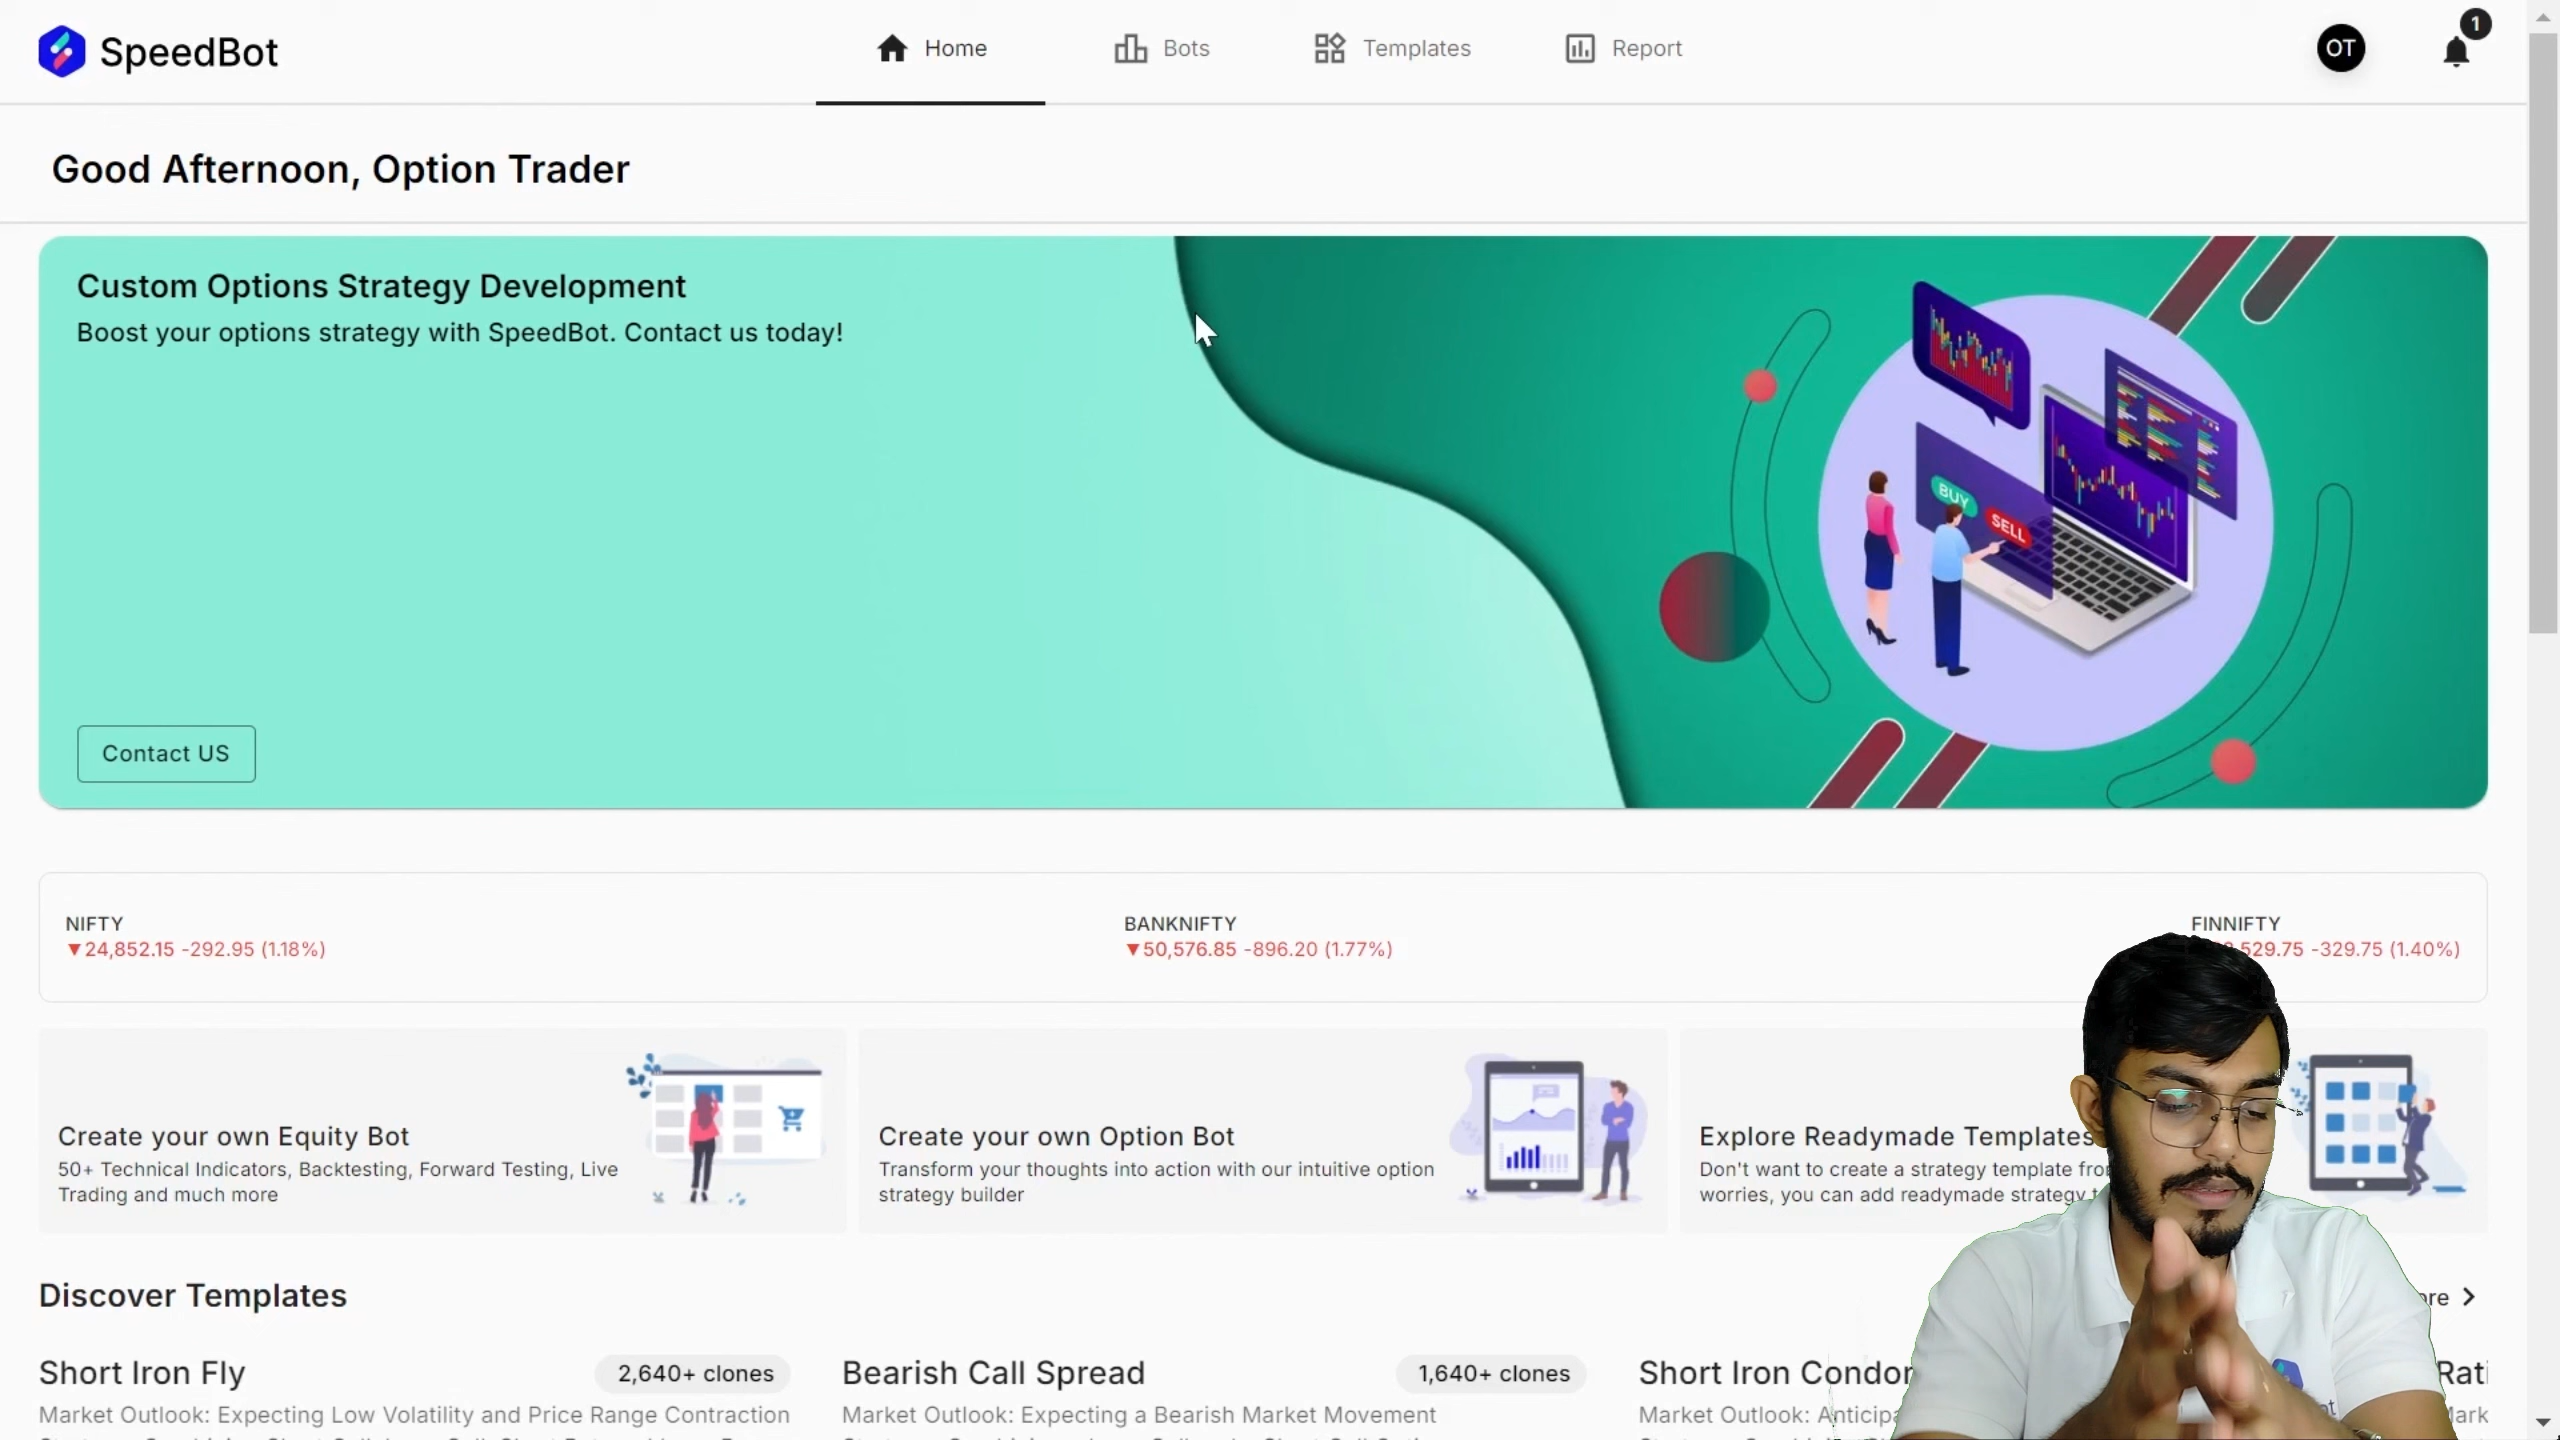 SpeedBot
Home
Bots
Templates
Report
OT
1
Good Afternoon, Option Trader
Custom Options Strategy Development
Boost your options strategy with SpeedBot. Contact us today!
BUY
SELL
Contact US
NIFTY
▼24,852.15 -292.95 (1.18%)
BANKNIFTY
▼50,576.85 -896.20 (1.77%)
FINNIFTY
529.75 -329.75 (1.40%)
Create your own Equity Bot
50+ Technical Indicators, Backtesting, Forward Testing, Live
Trading and much more
Create your own Option Bot
Transform your thoughts into action with our intuitive option
strategy builder
Explore Readymade Templates
Don't want to create a strategy template
worries, you can add readymade strategy
Discover Templates
Short Iron Fly
2,640+ clones
Market Outlook: Expecting Low Volatility and Price Range Contraction
Bearish Call Spread
1,640+ clones
Market Outlook: Expecting a Bearish Market Movement
Short Iron Condor
Market Outlook: